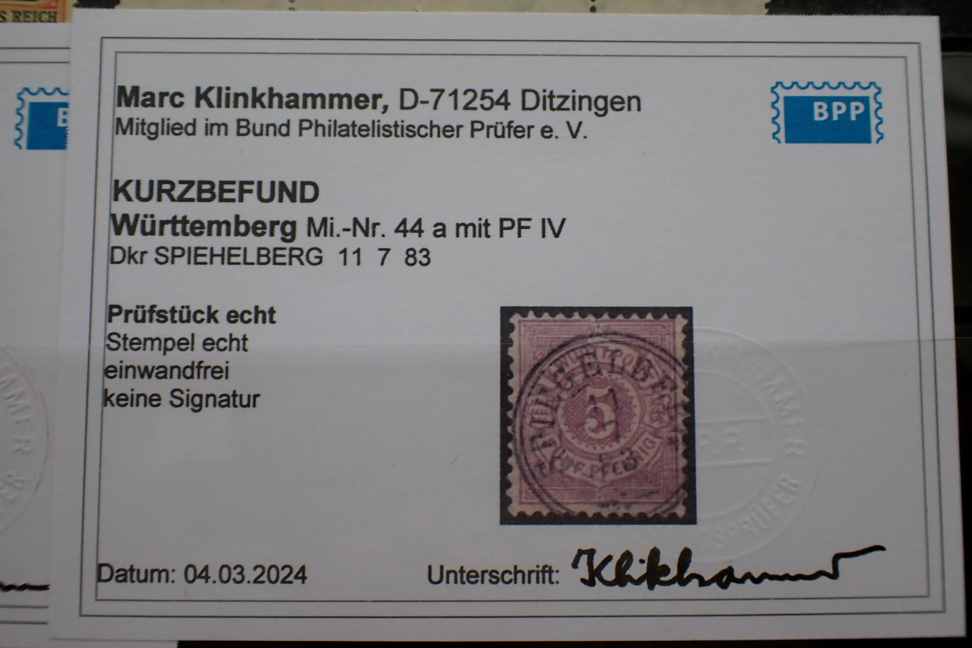 S REICH
Marc Klinkhammer, D-71254 Ditzingen
Mitglied im Bund Philatelistischer Prüfer e. V.
BPP
KURZBEFUND
Württemberg Mi.-Nr. 44 a mit PF IV
Dkr SPIEHELBERG 11 7 83
Prüfstück echt
Stempel echt
einwandfrei
keine Signatur
5
Datum: 04.03.2024
Unterschrift: Klinkhammer